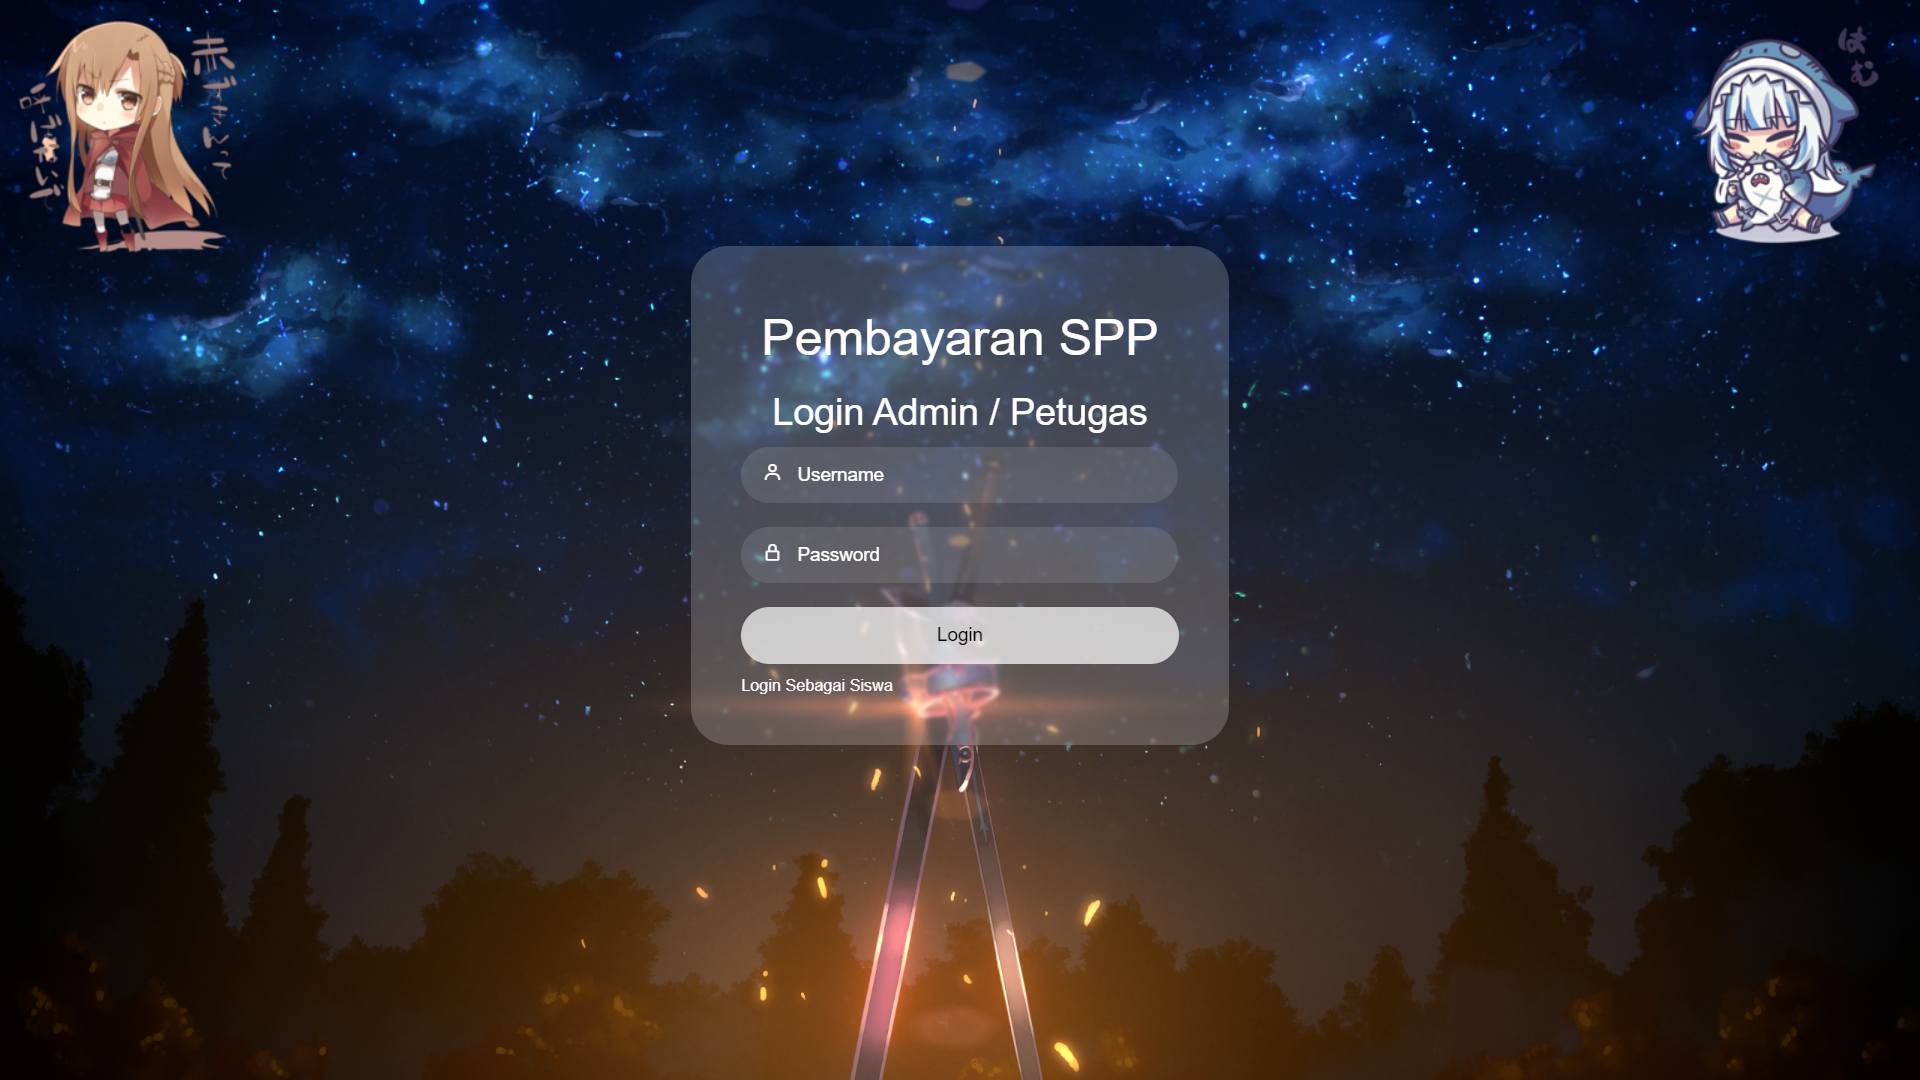 赤ずきんって
呼ばないで
はむ
Pembayaran SPP
Login Admin / Petugas
Username
Password
Login
Login Sebagai Siswa